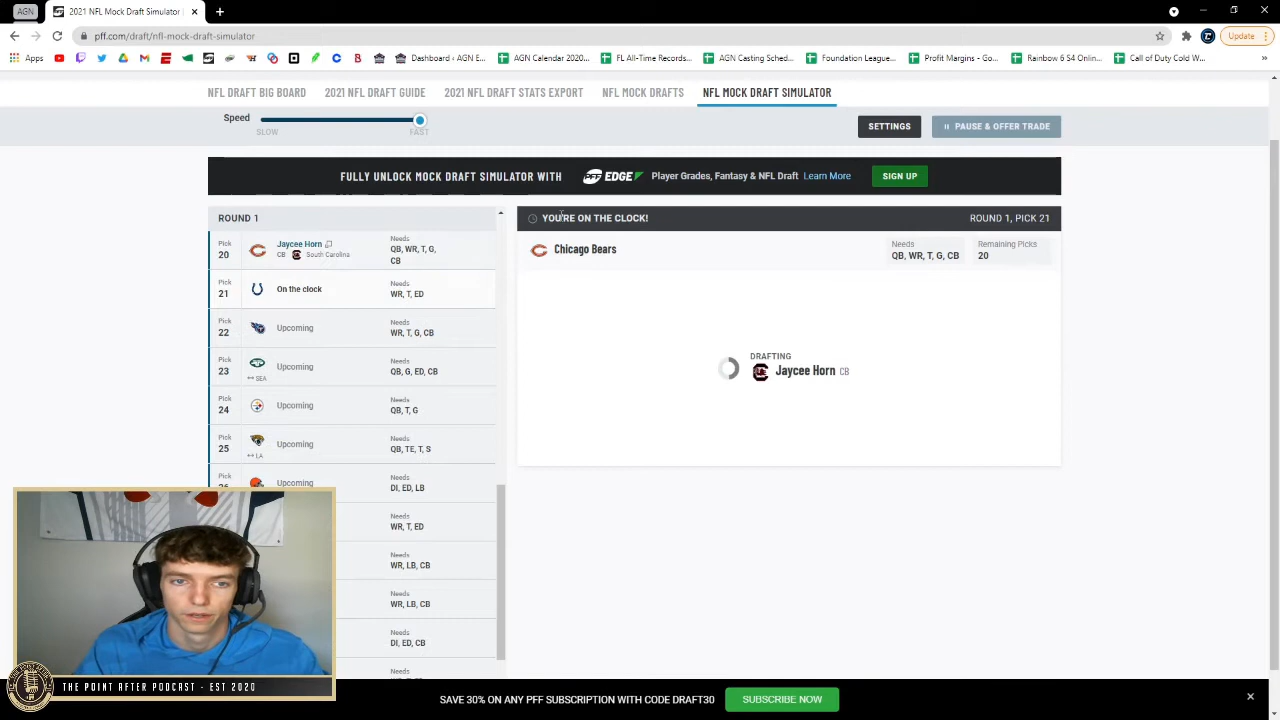 AGN
2021 NFL Mock Draft Simulator |
pff.com/draft/nfl-mock-draft-simulator
Update
Apps
Dashboard ‹ AGN E...
AGN Calendar 2020...
FL All-Time Records...
AGN Casting Sched...
Foundation League...
Profit Margins - Go...
Rainbow 6 S4 Onlin...
Call of Duty Cold W...
NFL DRAFT BIG BOARD
2021 NFL DRAFT GUIDE
2021 NFL DRAFT STATS EXPORT
NFL MOCK DRAFTS
NFL MOCK DRAFT SIMULATOR
Speed
SLOW
FAST
SETTINGS
PAUSE & OFFER TRADE
FULLY UNLOCK MOCK DRAFT SIMULATOR WITH
PFF EDGE
Player Grades, Fantasy & NFL Draft Learn More
SIGN UP
ROUND 1
Pick
20
Jaycee Horn
CB South Carolina
Needs
QB, WR, T, G,
CB
Pick
21
On the clock
Needs
WR, T, ED
Pick
22
Upcoming
Needs
WR, T, G, CB
Pick
23
↔ SEA
Upcoming
Needs
QB, G, ED, CB
Pick
24
Upcoming
Needs
QB, T, G
Pick
25
↔ LA
Upcoming
Needs
QB, TE, T, S
Pick
Upcoming
Needs
DI, ED, LB
Needs
WR, T, ED
Needs
WR, LB, CB
Needs
WR, LB, CB
Needs
DI, ED, CB
Needs
YOU'RE ON THE CLOCK!
ROUND 1, PICK 21
Chicago Bears
Needs
QB, WR, T, G, CB
Remaining Picks
20
DRAFTING
Jaycee Horn CB
THE POINT AFTER PODCAST - EST 2020
SAVE 30% ON ANY PFF SUBSCRIPTION WITH CODE DRAFT30
SUBSCRIBE NOW